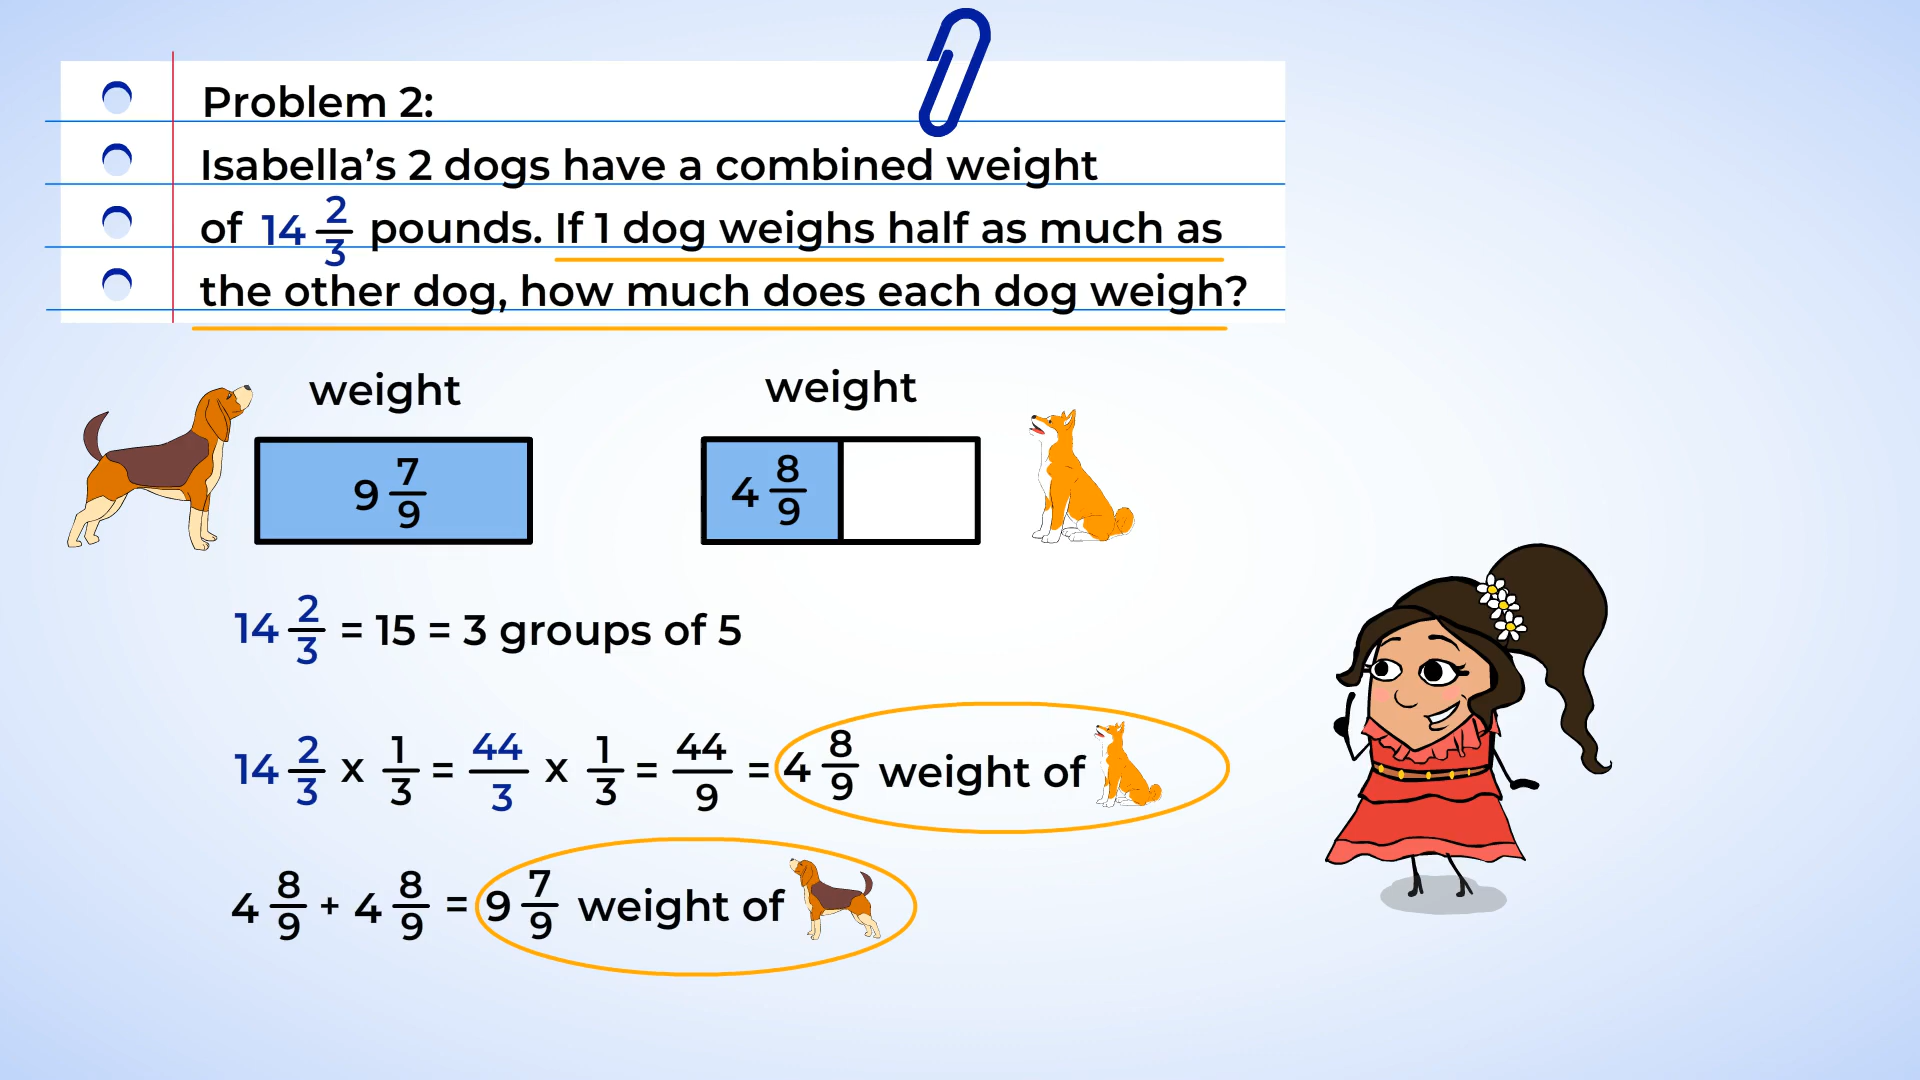 Problem 2:
Isabella's 2 dogs have a combined weight
of 14 2/3 pounds. If 1 dog weighs half as much as
the other dog, how much does each dog weigh?
weight weight
9 7/9 4 8/9
14 2/3 = 15 = 3 groups of 5
14 2/3 x 1/3 = 44/3 x 1/3 = 44/9 = 4 8/9 weight of
4 8/9 + 4 8/9 = 9 7/9 weight of